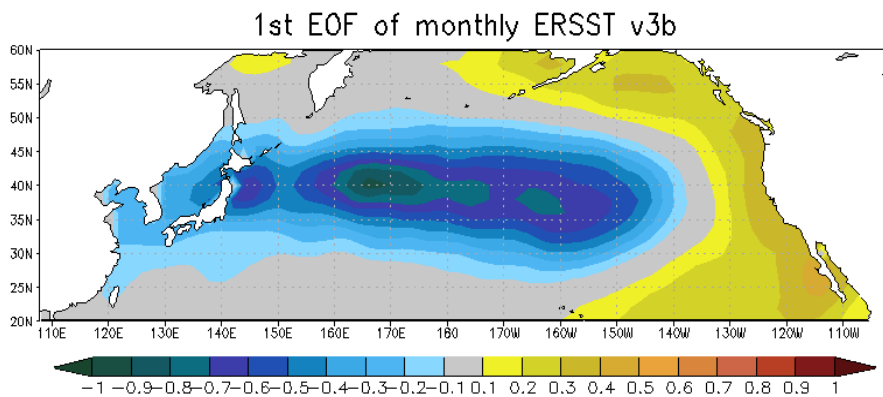 1st EOF of monthly ERSST v3b
60N
55N
50N
45N
40N
35N
30N
25N
20N
110E 120E 130E 140E 150E 160E 170E 180 170W 160W 150W 140W 130W 120W 110W
-1 -0.9 -0.8 -0.7 -0.6 -0.5 -0.4 -0.3 -0.2 -0.1 0.1 0.2 0.3 0.4 0.5 0.6 0.7 0.8 0.9 1